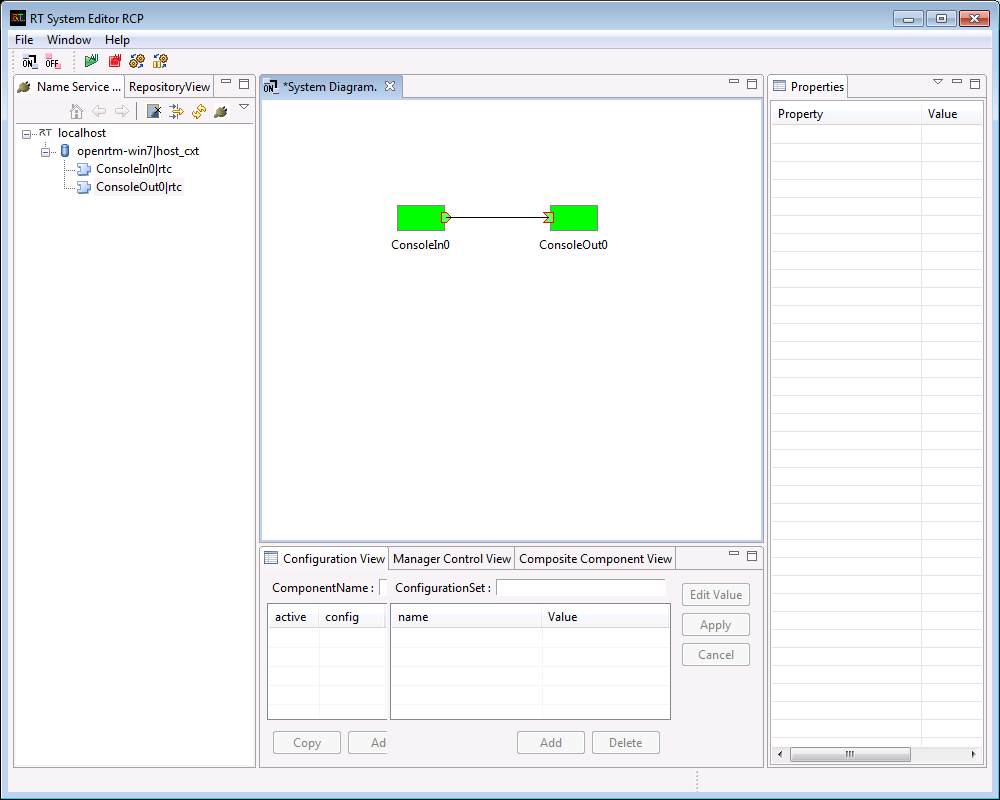 RT System Editor RCP
File Window Help
ON OFF
Name Service ... RepositoryView
RT localhost
openrtm-win7|host_cxt
ConsoleIn0|rtc
ConsoleOut0|rtc
ON *System Diagram.
ConsoleIn0 ConsoleOut0
Configuration View Manager Control View Composite Component View
ComponentName : ConfigurationSet :
active config name Value
Edit Value
Apply
Cancel
Copy Ad Add Delete
Properties
Property Value